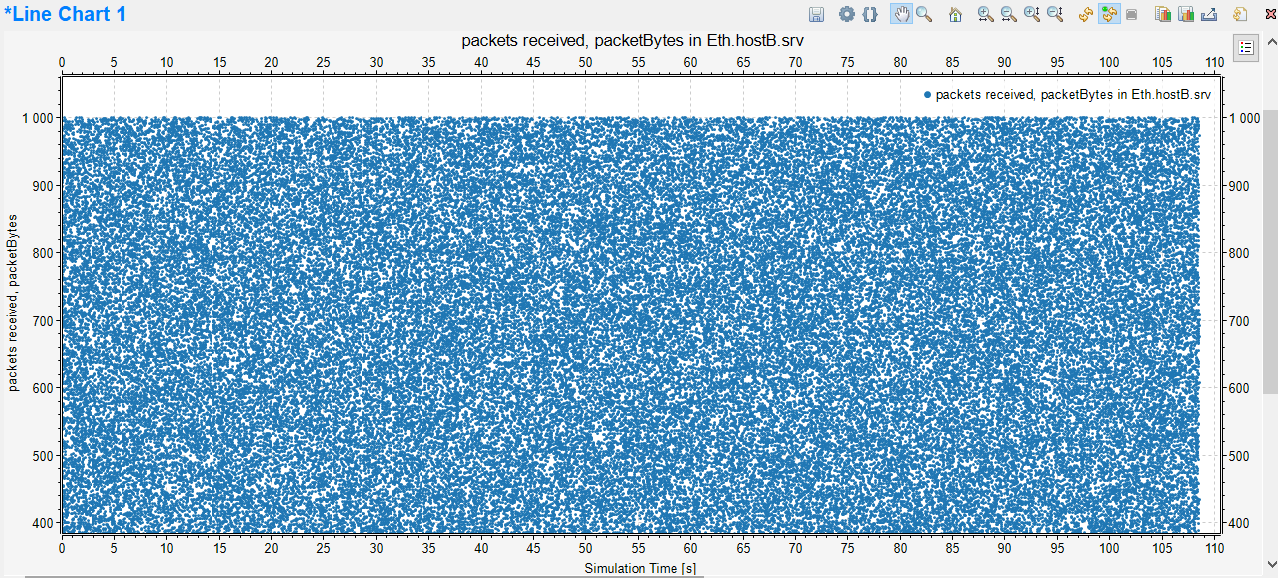 *Line Chart 1
packets received, packetBytes in Eth.hostB.srv
0 5 10 15 20 25 30 35 40 45 50 55 60 65 70 75 80 85 90 95 100 105 110
packets received, packetBytes in Eth.hostB.srv
1 000 1 000
900 900
800 800
700 700
600 600
500 500
400 400
packets received, packetBytes
0 5 10 15 20 25 30 35 40 45 50 55 60 65 70 75 80 85 90 95 100 105 110
Simulation Time [s]